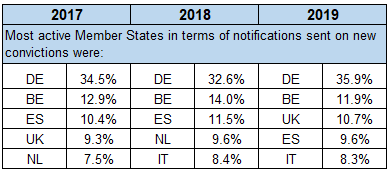 2017 2018 2019
Most active Member States in terms of notifications sent on new
convictions were:
DE 34.5% DE 32.6% DE 35.9%
BE 12.9% BE 14.0% BE 11.9%
ES 10.4% ES 11.5% UK 10.7%
UK 9.3% NL 9.6% ES 9.6%
NL 7.5% IT 8.4% IT 8.3%